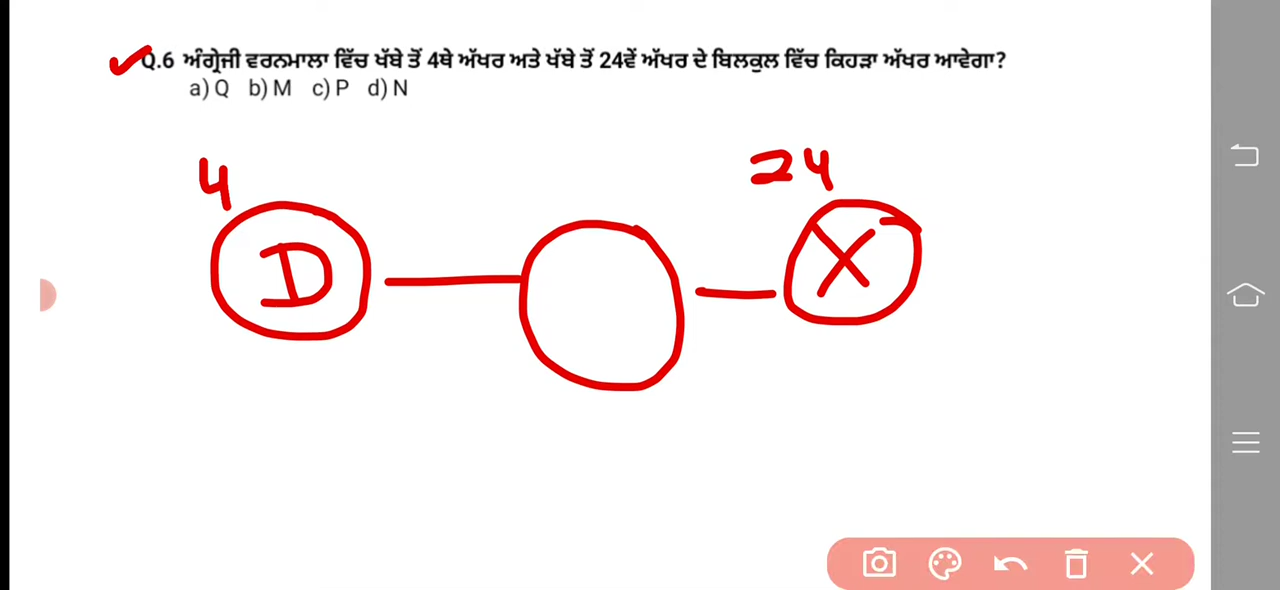 Q.6 ਅੰਗ੍ਰੇਜੀ ਵਰਨਮਾਲਾ ਵਿੱਚ ਖੱਬੇ ਤੋਂ 4ਥੇ ਅੱਖਰ ਅਤੇ ਖੱਬੇ ਤੋਂ 24ਵੇਂ ਅੱਖਰ ਦੇ ਬਿਲਕੁਲ ਵਿੱਚ ਕਿਹੜਾ ਅੱਖਰ ਆਵੇਗਾ?
a) Q b) M c) P d) N
4 24
D X